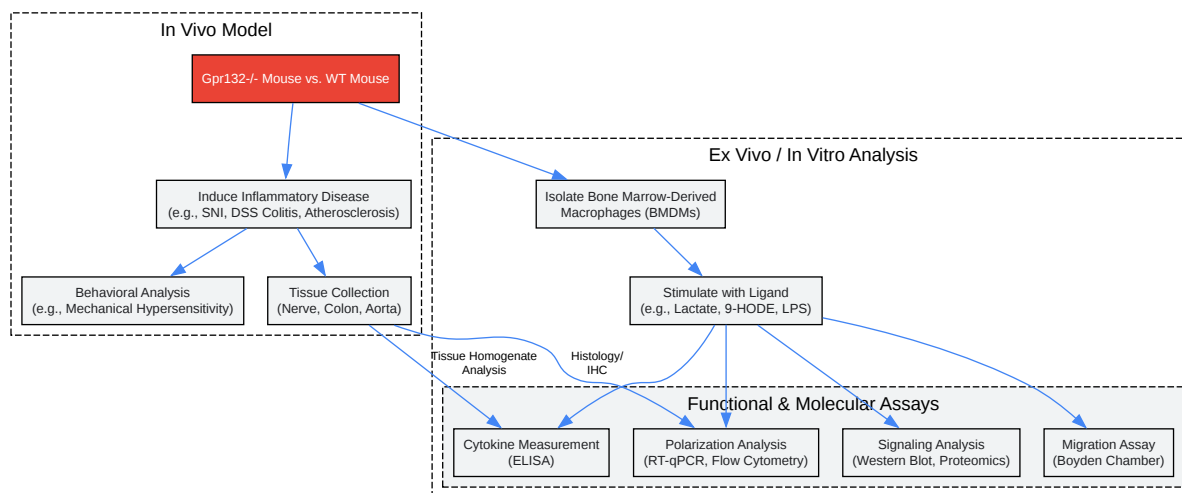 In Vivo Model
Gpr132-/- Mouse vs. WT Mouse
Ex Vivo / In Vitro Analysis
Induce Inflammatory Disease
(e.g., SNI, DSS Colitis, Atherosclerosis)
Isolate Bone Marrow-Derived
Macrophages (BMDMs)
Behavioral Analysis
(e.g., Mechanical Hypersensitivity)
Tissue Collection
(Nerve, Colon, Aorta)
Stimulate with Ligand
(e.g., Lactate, 9-HODE, LPS)
Tissue Homogenate
Analysis
Histology/
IHC
Functional & Molecular Assays
Cytokine Measurement
(ELISA)
Polarization Analysis
(RT-qPCR, Flow Cytometry)
Signaling Analysis
(Western Blot, Proteomics)
Migration Assay
(Boyden Chamber)